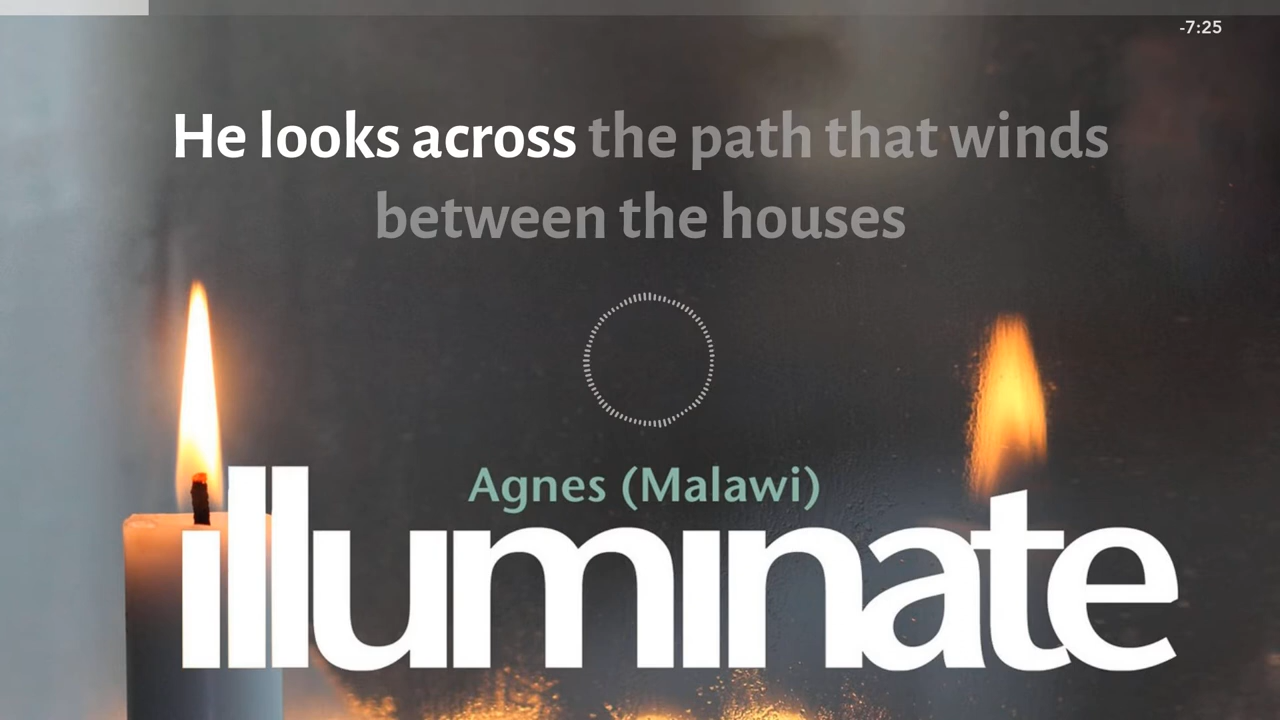 -7:25
He looks across the path that winds
between the houses
Agnes (Malawi)
illuminate